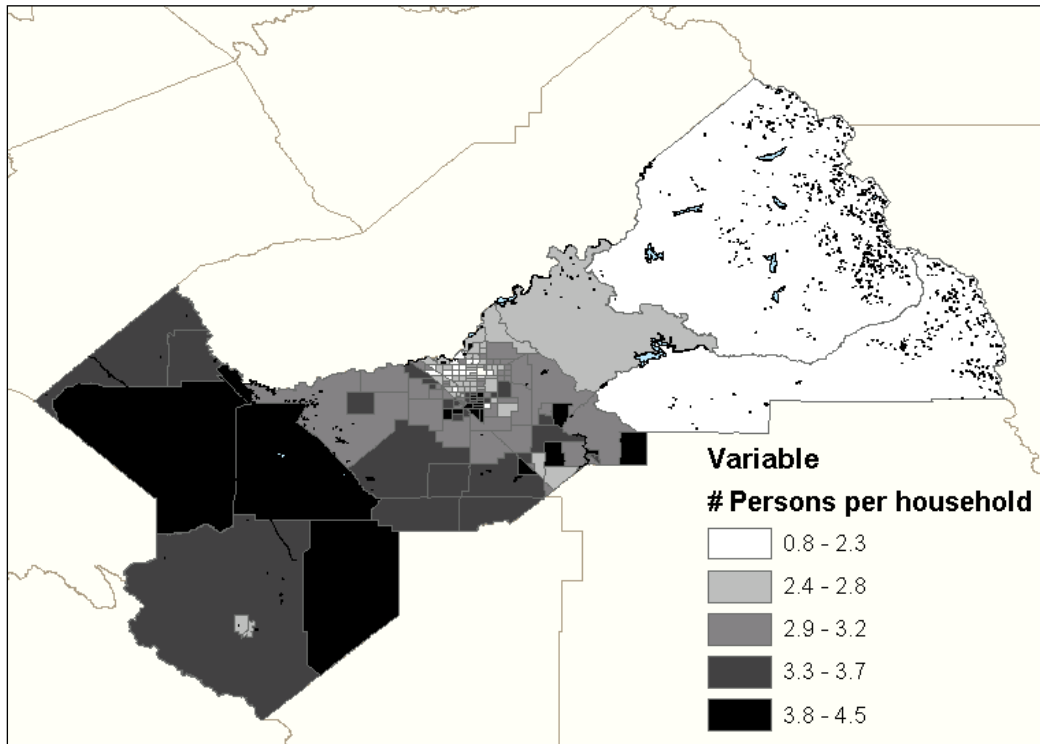 Variable
# Persons per household
0.8 - 2.3
2.4 - 2.8
2.9 - 3.2
3.3 - 3.7
3.8 - 4.5